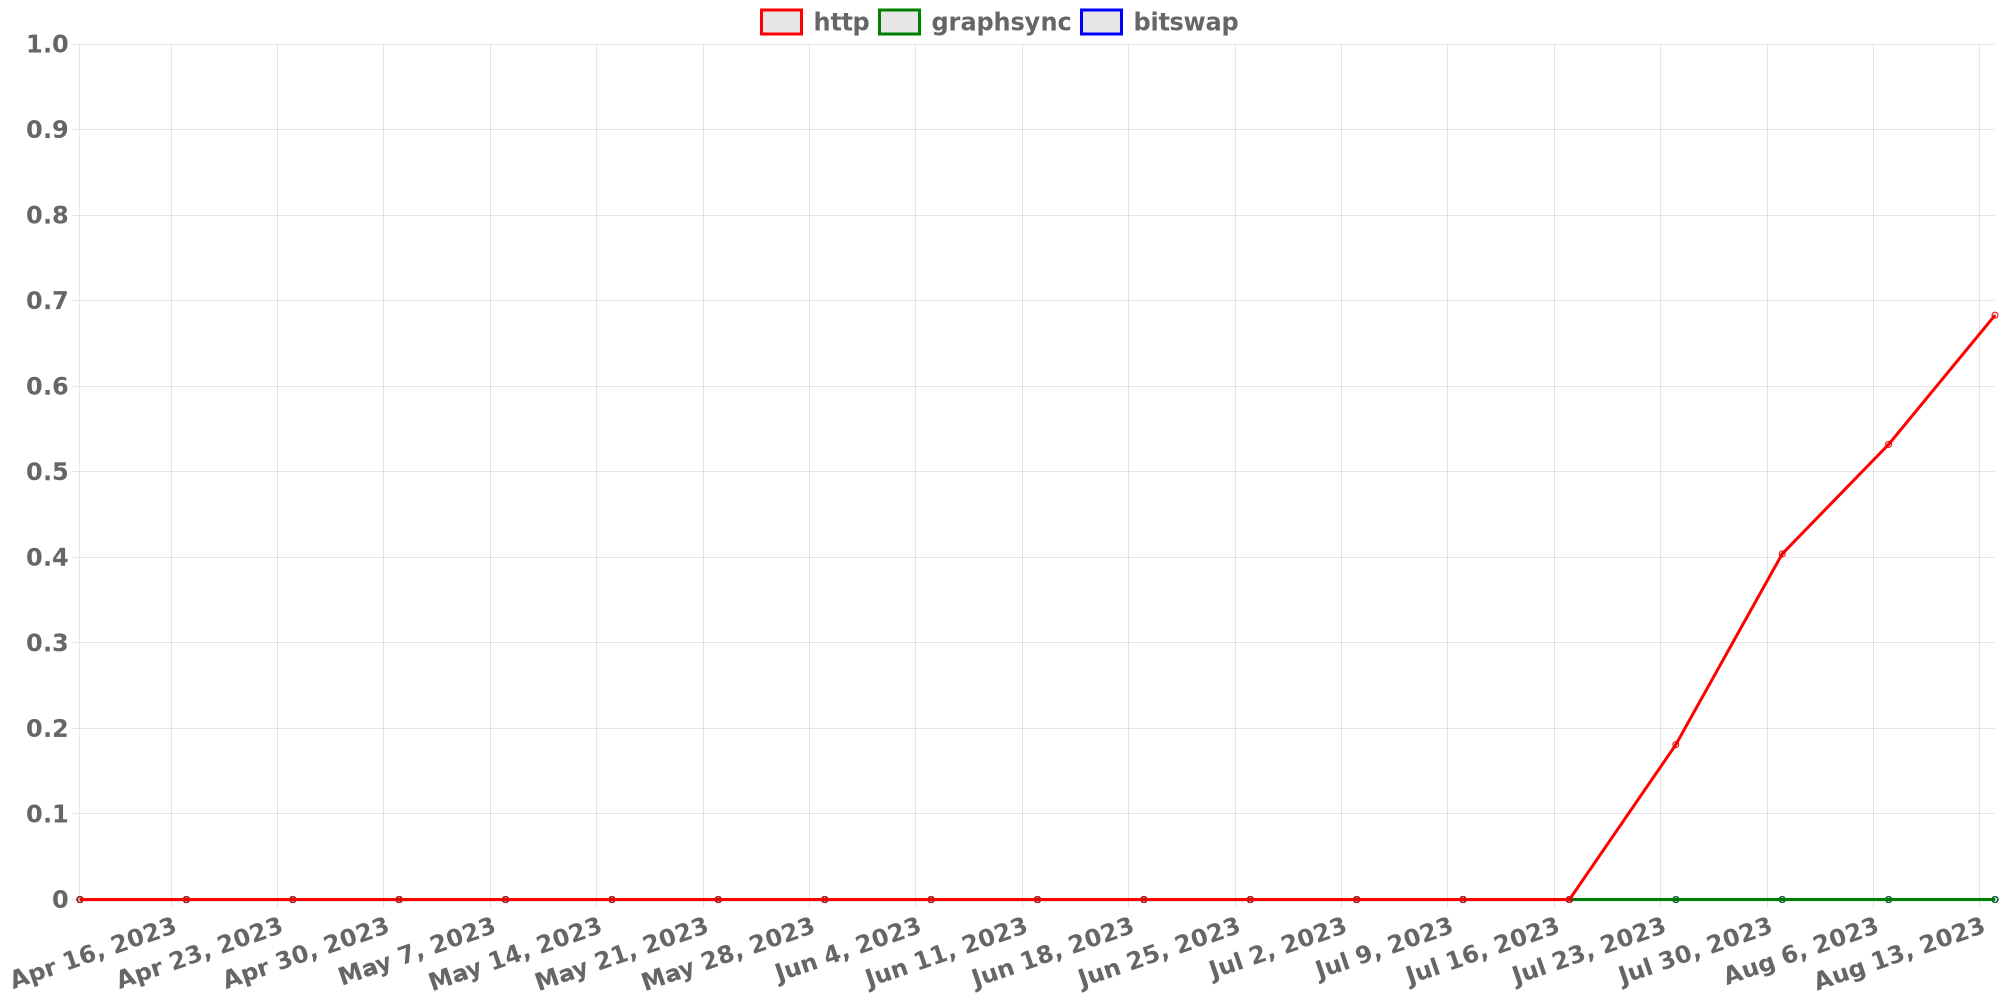 http graphsync bitswap
1.0
0.9
0.8
0.7
0.6
0.5
0.4
0.3
0.2
0.1
0
Apr 16, 2023
Apr 23, 2023
Apr 30, 2023
May 7, 2023
May 14, 2023
May 21, 2023
May 28, 2023
Jun 4, 2023
Jun 11, 2023
Jun 18, 2023
Jun 25, 2023
Jul 2, 2023
Jul 9, 2023
Jul 16, 2023
Jul 23, 2023
Jul 30, 2023
Aug 6, 2023
Aug 13, 2023